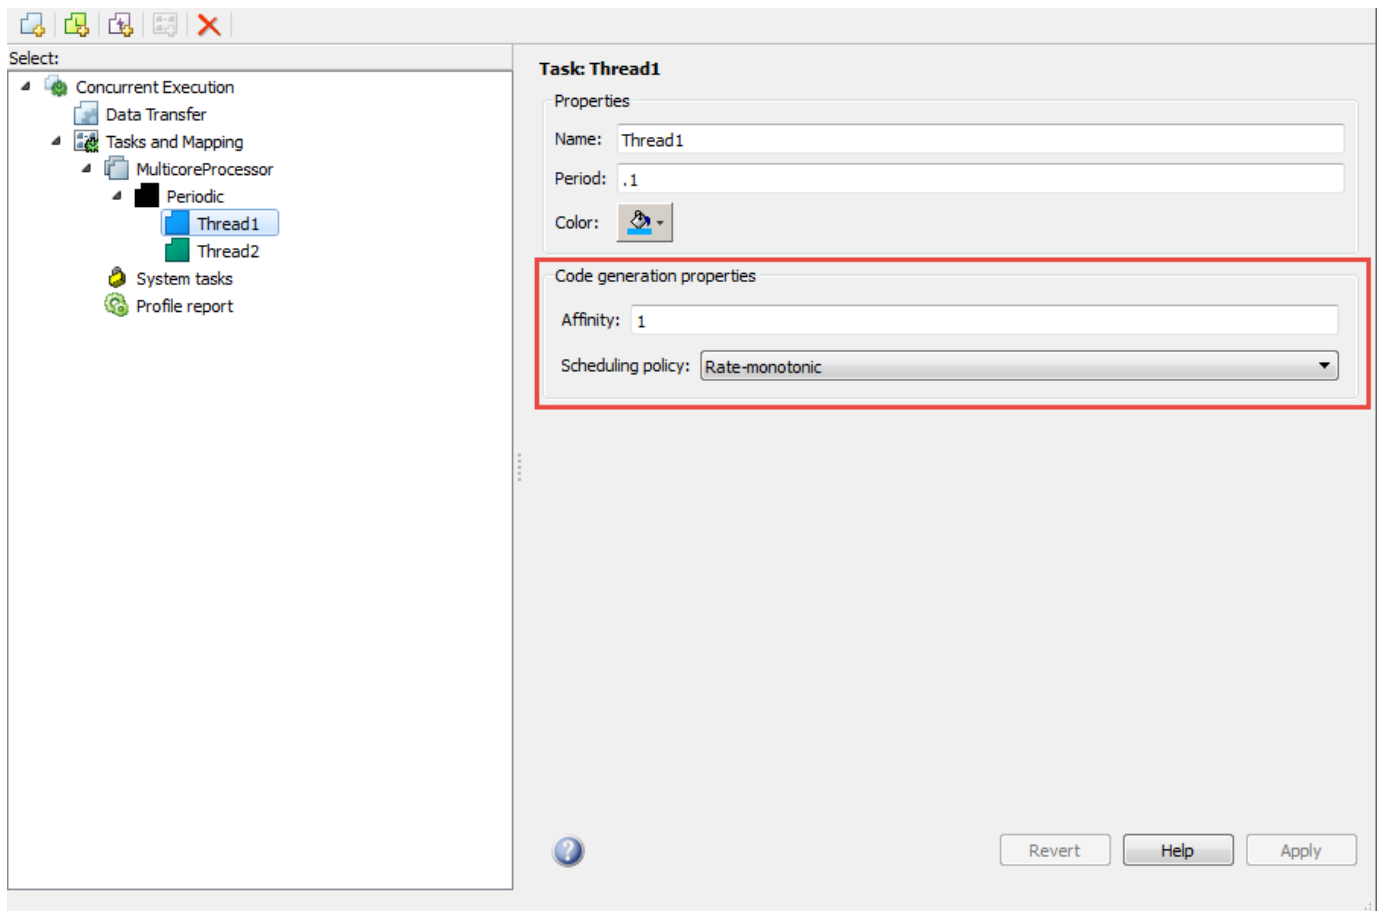 Select:
Concurrent Execution
Data Transfer
Tasks and Mapping
MulticoreProcessor
Periodic
Thread1
Thread2
System tasks
Profile report
Task: Thread1
Properties
Name: Thread1
Period: .1
Color:
Code generation properties
Affinity: 1
Scheduling policy: Rate-monotonic
? Revert Help Apply